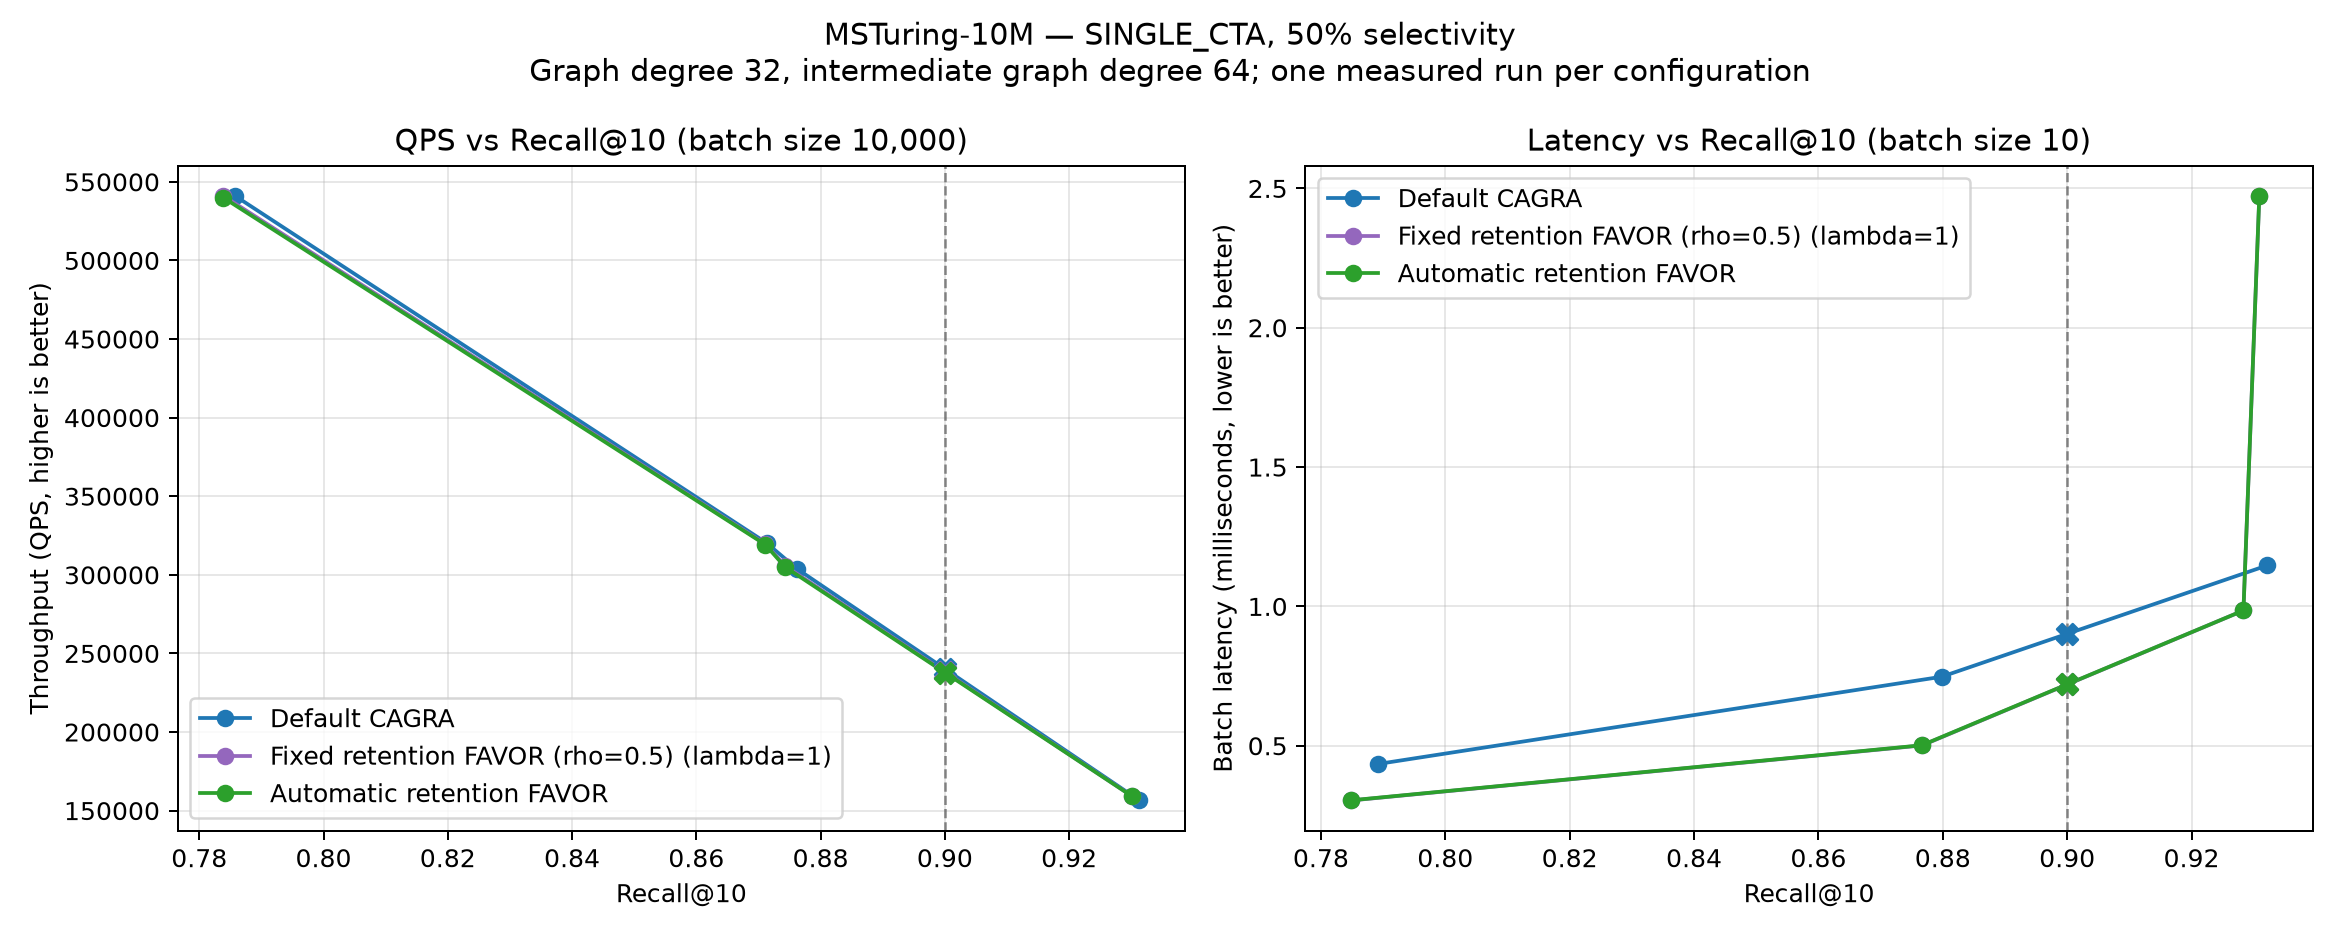 MSTuring-10M — SINGLE_CTA, 50% selectivity
Graph degree 32, intermediate graph degree 64; one measured run per configuration
QPS vs Recall@10 (batch size 10,000)
Throughput (QPS, higher is better)
550000
500000
450000
400000
350000
300000
250000
200000
150000
Default CAGRA
Fixed retention FAVOR (rho=0.5) (lambda=1)
Automatic retention FAVOR
0.78 0.80 0.82 0.84 0.86 0.88 0.90 0.92
Recall@10
Latency vs Recall@10 (batch size 10)
Batch latency (milliseconds, lower is better)
2.5
2.0
1.5
1.0
0.5
Default CAGRA
Fixed retention FAVOR (rho=0.5) (lambda=1)
Automatic retention FAVOR
0.78 0.80 0.82 0.84 0.86 0.88 0.90 0.92
Recall@10